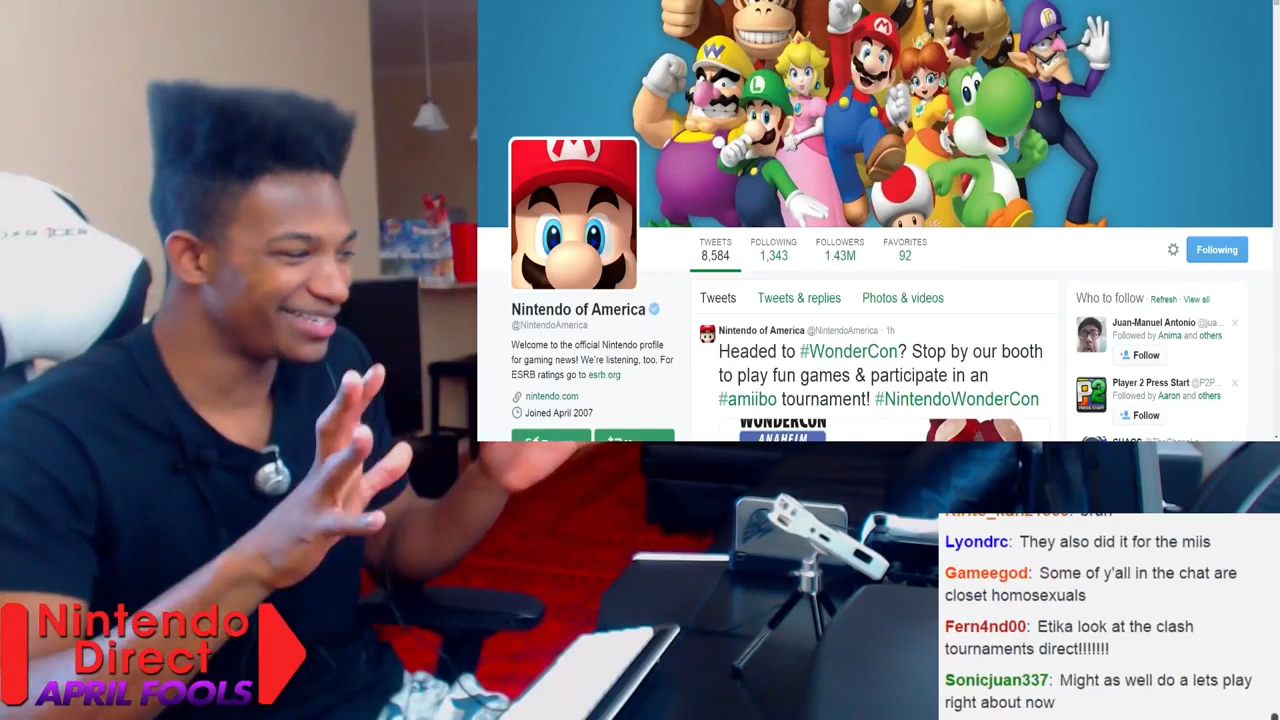 TWEETS FOLLOWING FOLLOWERS FAVORITES
8,584 1,343 1.43M 92
Following
Nintendo of America
@NintendoAmerica
Welcome to the official Nintendo profile
for gaming news! We're listening, too. For
ESRB ratings go to esrb.org
nintendo.com
Joined April 2007
Tweets Tweets & replies Photos & videos
Nintendo of America @NintendoAmerica · 1h
Headed to #WonderCon? Stop by our booth
to play fun games & participate in an
#amiibo tournament! #NintendoWonderCon
WONDERCON
ANAHEIM
Who to follow · Refresh · View all
Juan-Manuel Antonio @jua...
Followed by Anima and others
Follow
Player 2 Press Start @P2P...
Followed by Aaron and others
Follow
P2
PRESS START
M
L
W
Nintendo
Direct
APRIL FOOLS
bruh
Lyondrc: They also did it for the miis
Gameegod: Some of y'all in the chat are
closet homosexuals
Fern4nd00: Etika look at the clash
tournaments direct!!!!!!!
Sonicjuan337: Might as well do a lets play
right about now